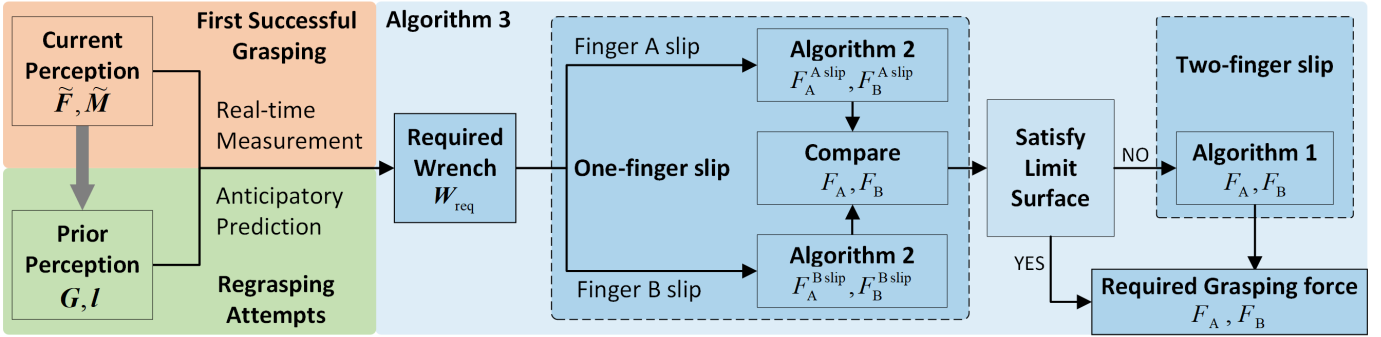 First Successful
Grasping
Current
Perception
F̃, M̃
Real-time
Measurement
Anticipatory
Prediction
Prior
Perception
G, l
Regrasping
Attempts
Algorithm 3
Required
Wrench
W_req
Finger A slip
One-finger slip
Finger B slip
Algorithm 2
F_A^{A slip}, F_B^{A slip}
Compare
F_A, F_B
Algorithm 2
F_A^{B slip}, F_B^{B slip}
Satisfy
Limit
Surface
NO
YES
Two-finger slip
Algorithm 1
F_A, F_B
Required Grasping force
F_A, F_B